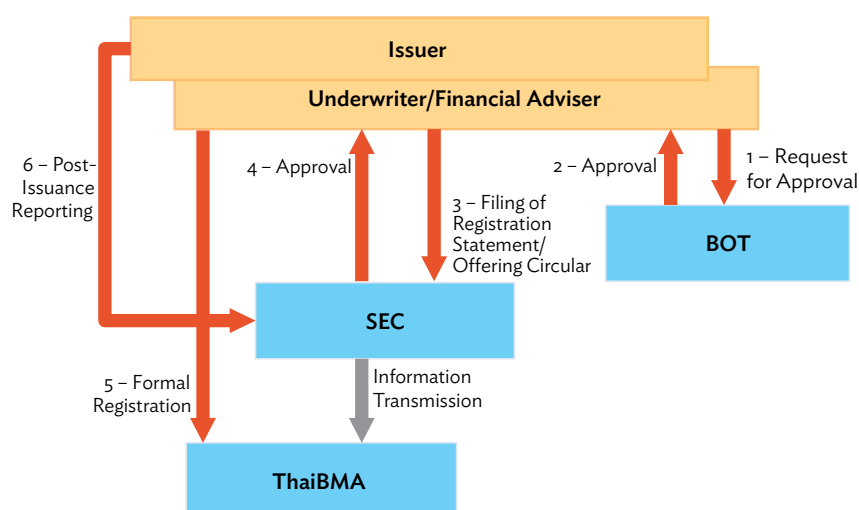 Issuer
Underwriter/Financial Adviser
6 – Post-
Issuance
Reporting
4 – Approval
3 – Filing of
Registration
Statement/
Offering Circular
2 – Approval
1 – Request
for Approval
BOT
SEC
5 – Formal
Registration
Information
Transmission
ThaiBMA